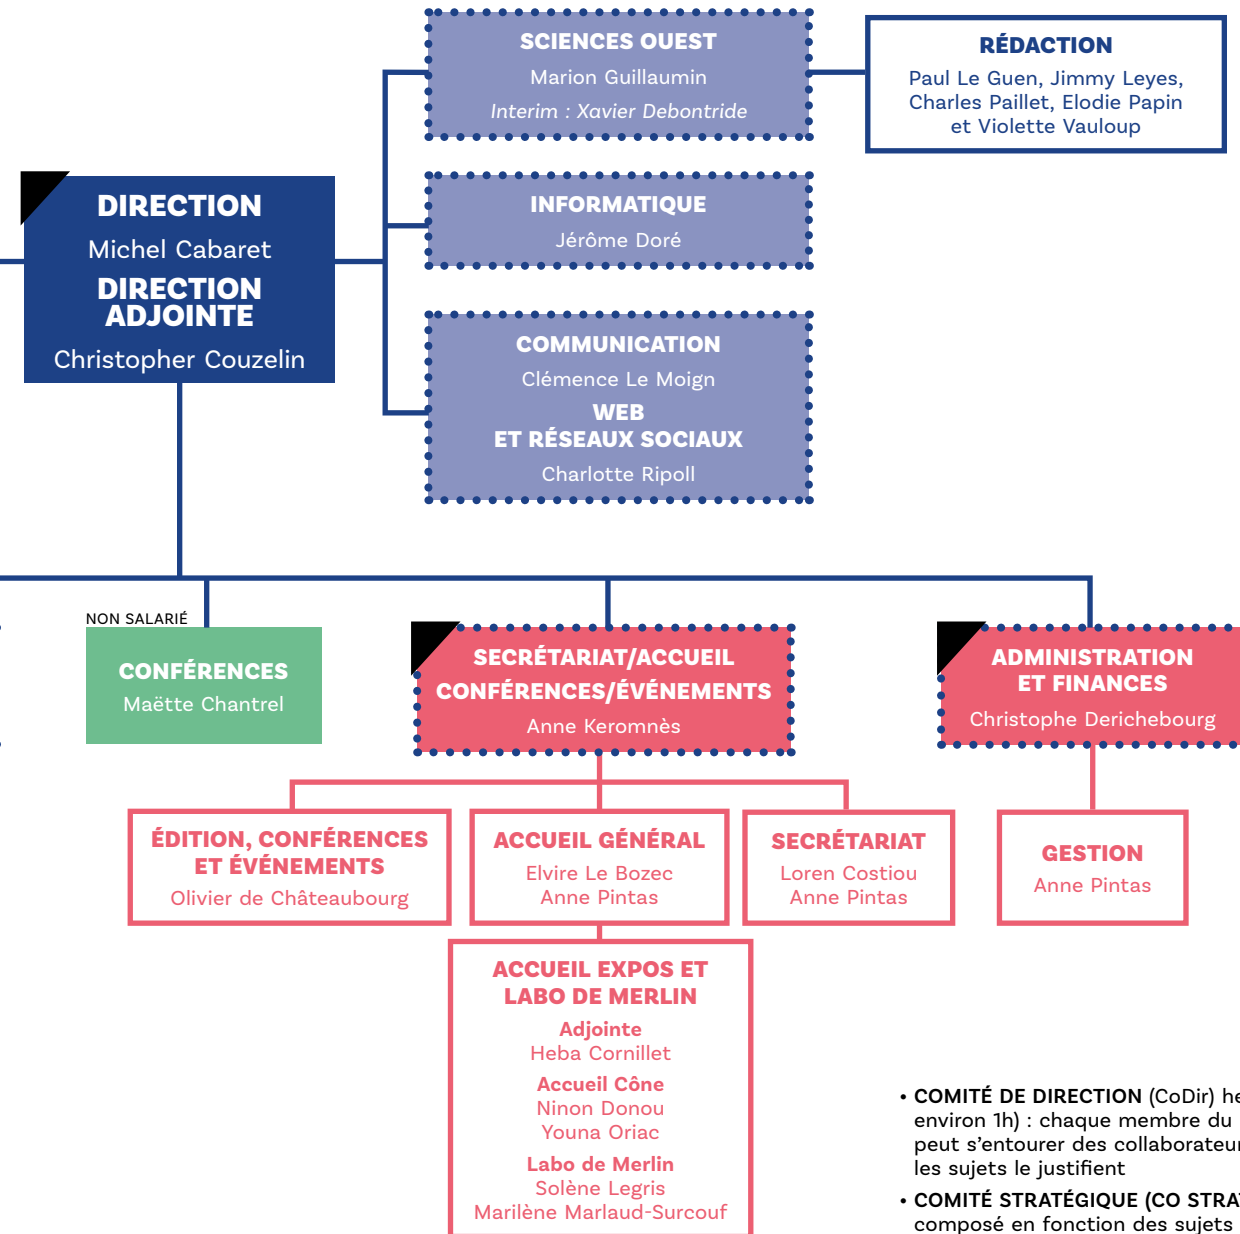 SCIENCES OUEST
Marion Guillaumin
Interim : Xavier Debontride
RÉDACTION
Paul Le Guen, Jimmy Leyes,
Charles Paillet, Elodie Papin
et Violette Vauloup
DIRECTION
Michel Cabaret
DIRECTION
ADJOINTE
Christopher Couzelin
INFORMATIQUE
Jérôme Doré
COMMUNICATION
Clémence Le Moign
WEB
ET RÉSEAUX SOCIAUX
Charlotte Ripoll
NON SALARIÉ
CONFÉRENCES
Maëtte Chantrel
SECRÉTARIAT/ACCUEIL
CONFÉRENCES/ÉVÉNEMENTS
Anne Keromnès
ADMINISTRATION
ET FINANCES
Christophe Derichebourg
ÉDITION, CONFÉRENCES
ET ÉVÉNEMENTS
Olivier de Châteaubourg
ACCUEIL GÉNÉRAL
Elvire Le Bozec
Anne Pintas
SECRÉTARIAT
Loren Costiou
Anne Pintas
GESTION
Anne Pintas
ACCUEIL EXPOS ET
LABO DE MERLIN
Adjointe
Heba Cornillet
Accueil Cône
Ninon Donou
Youna Oriac
Labo de Merlin
Solène Legris
Marilène Marlaud-Surcouf
• COMITÉ DE DIRECTION (CoDir) he
environ 1h) : chaque membre du
peut s'entourer des collaborateur
les sujets le justifient
• COMITÉ STRATÉGIQUE (CO STRAT
composé en fonction des sujets